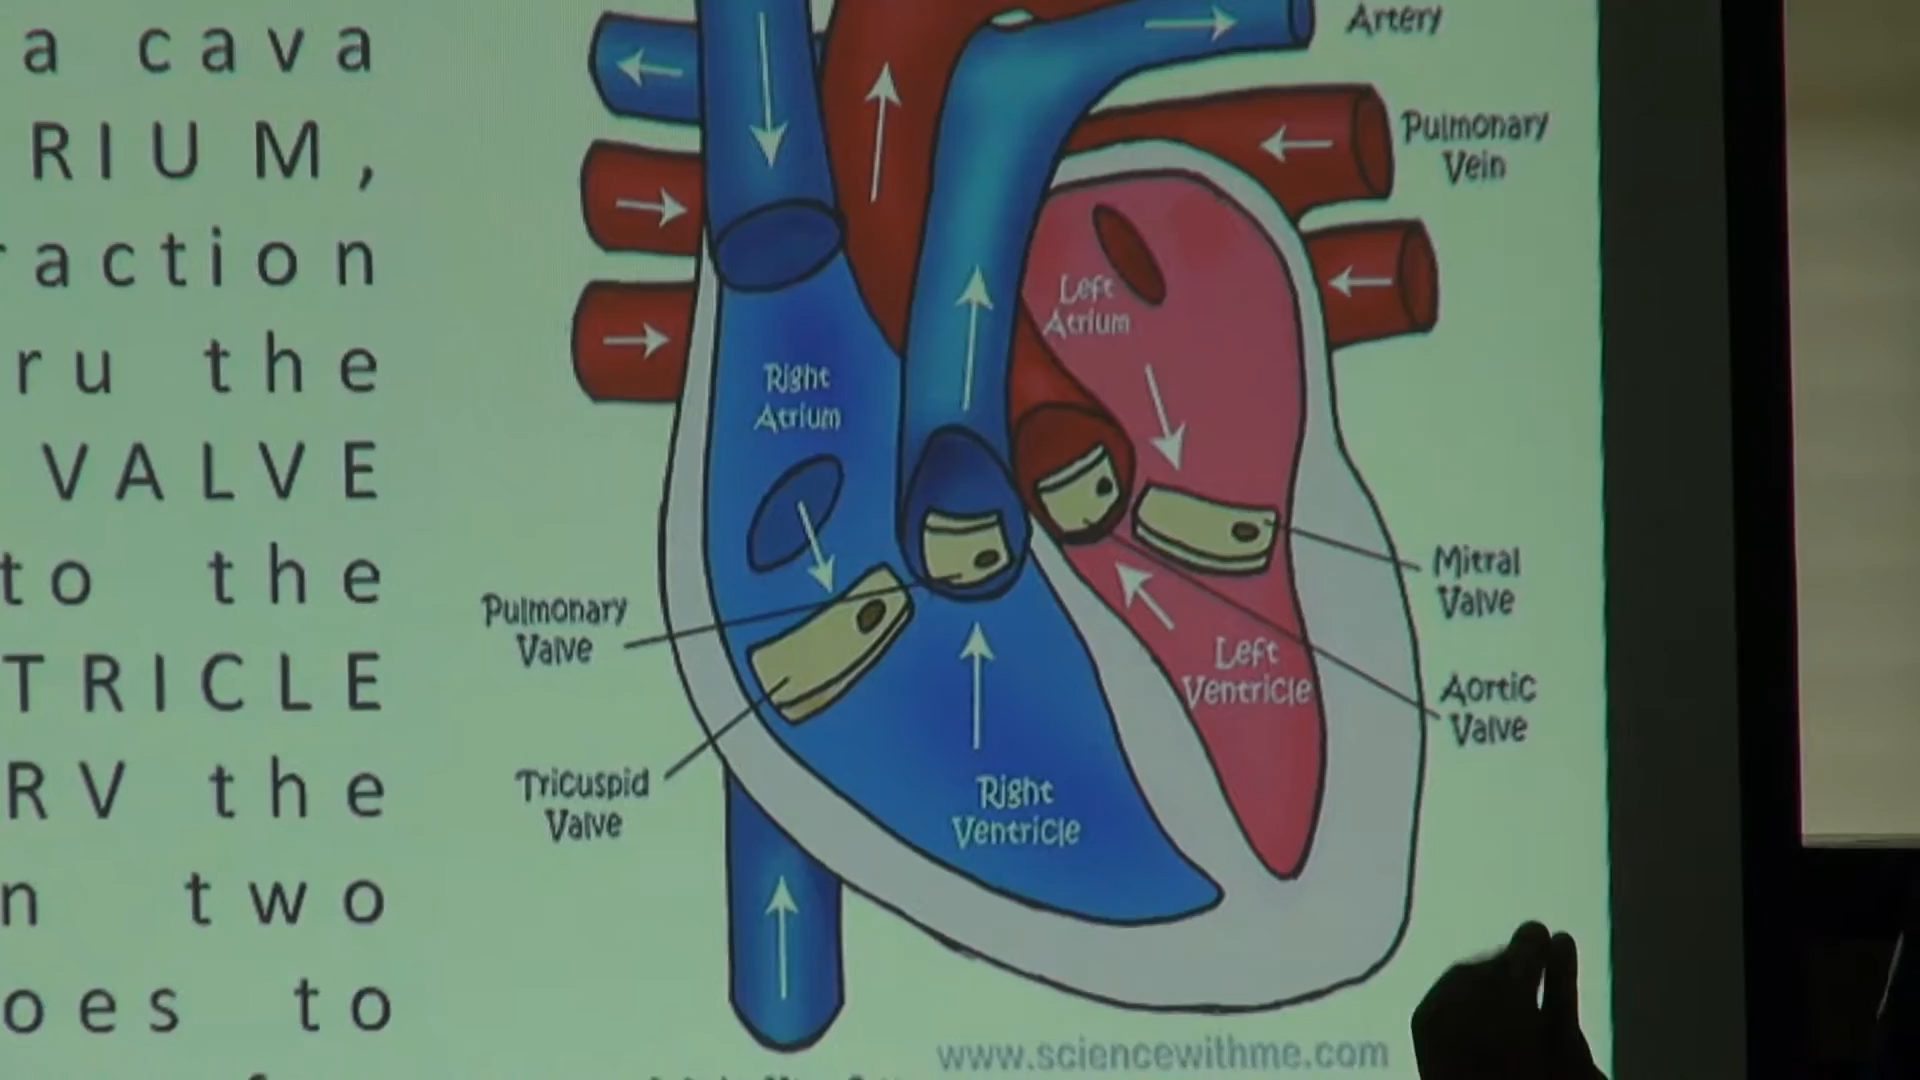 a cava
RIUM,
raction
ru the
VALVE
to the
TRICLE
RV the
n two
oes to
Artery
Pulmonary
Vein
Left
Atrium
Right
Atrium
Mitral
Valve
Pulmonary
Valve
Left
Ventricle
Aortic
Valve
Tricuspid
Valve
Right
Ventricle
www.sciencewithme.com